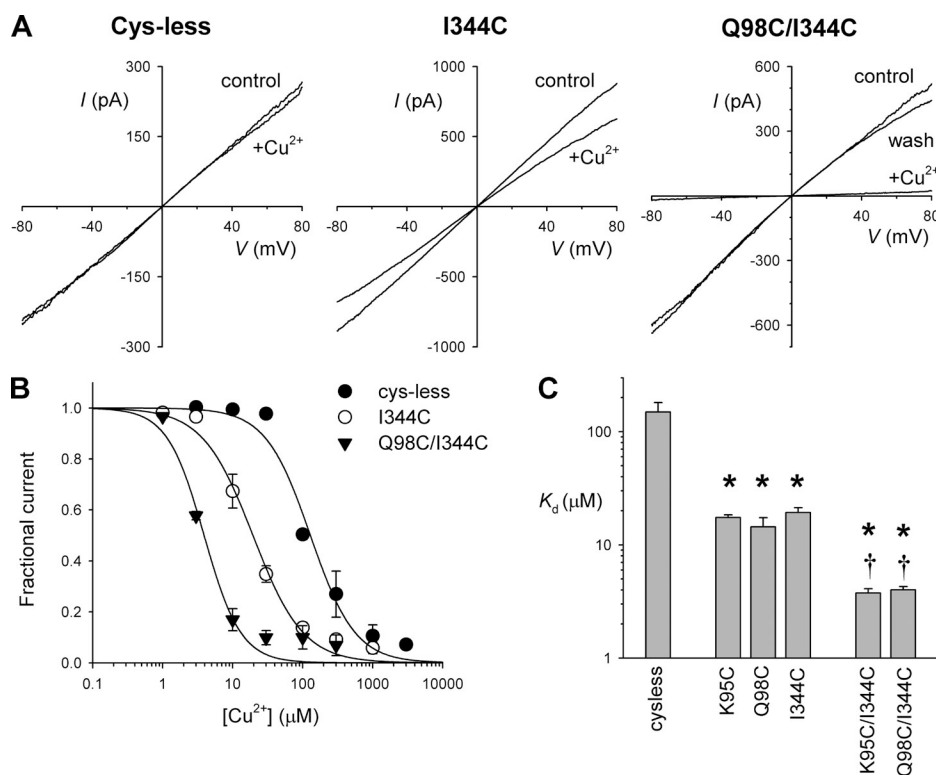 A
Cys-less
I344C
Q98C/I344C
300
I (pA)
control
150
+Cu²⁺
-80
-40
40
80
V (mV)
-150
-300
1000
I (pA)
control
500
+Cu²⁺
-80
-40
40
80
V (mV)
-500
-1000
600
I (pA)
control
300
wash
+Cu²⁺
-80
-40
40
80
V (mV)
-300
-600
B
cys-less
I344C
Q98C/I344C
1.0
0.8
0.6
0.4
0.2
0.0
Fractional current
0.1
1
10
100
1000
10000
[Cu²⁺] (μM)
C
100
10
1
Kd (μM)
*
*
*
*
*
†
†
cysless
K95C
Q98C
I344C
K95C/I344C
Q98C/I344C